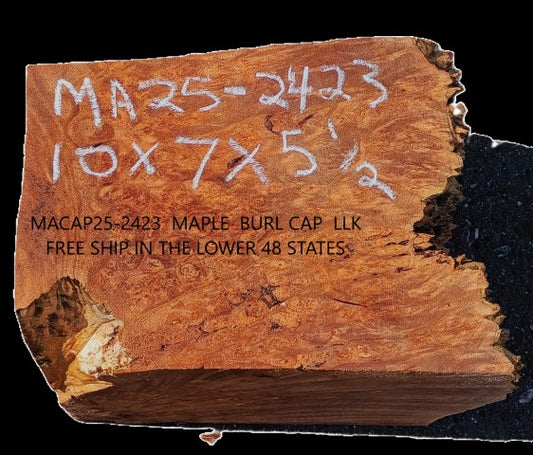 MA25-2423
10X7X5 1/2
MACAP25-2423 MAPLE BURL CAP LLK
FREE SHIP IN THE LOWER 48 STATES